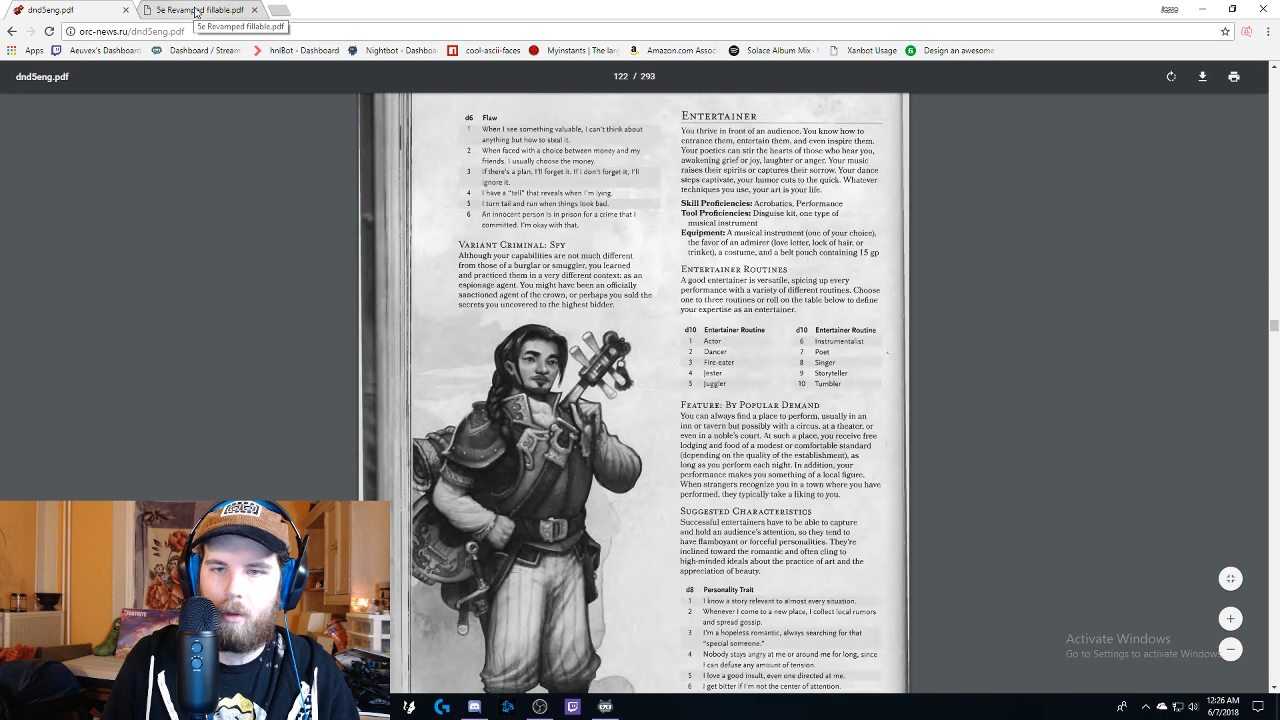 dnd5eng.pdf
5e Revamped fillable.pdf
orc-news.ru/dnd5eng.pdf
5e Revamped fillable.pdf
Apps
Aeuvex's Dashboard
Dashboard / Stream
hnlBot - Dashboard
Nightbot - Dashboard
cool-ascii-faces
Myinstants | The larg
Amazon.com Assoc
Solace Album Mix -
Xanbot Usage
Design an awesome
dnd5eng.pdf
122 / 293
d6 Flaw
1 When I see something valuable, I can't think about
anything but how to steal it.
2 When faced with a choice between money and my
friends, I usually choose the money.
3 If there's a plan, I'll forget it. If I don't forget it, I'll
ignore it.
4 I have a "tell" that reveals when I'm lying.
5 I turn tail and run when things look bad.
6 An innocent person is in prison for a crime that I
committed. I'm okay with that.
VARIANT CRIMINAL: SPY
Although your capabilities are not much different
from those of a burglar or smuggler, you learned
and practiced them in a very different context: as an
espionage agent. You might have been an officially
sanctioned agent of the crown, or perhaps you sold the
secrets you uncovered to the highest bidder.
ENTERTAINER
You thrive in front of an audience. You know how to
entrance them, entertain them, and even inspire them.
Your poetics can stir the hearts of those who hear you,
awakening grief or joy, laughter or anger. Your music
raises their spirits or captures their sorrow. Your dance
steps captivate, your humor cuts to the quick. Whatever
techniques you use, your art is your life.
Skill Proficiencies: Acrobatics, Performance
Tool Proficiencies: Disguise kit, one type of
musical instrument
Equipment: A musical instrument (one of your choice),
the favor of an admirer (love letter, lock of hair, or
trinket), a costume, and a belt pouch containing 15 gp
ENTERTAINER ROUTINES
A good entertainer is versatile, spicing up every
performance with a variety of different routines. Choose
one to three routines or roll on the table below to define
your expertise as an entertainer.
d10 Entertainer Routine d10 Entertainer Routine
1 Actor 6 Instrumentalist
2 Dancer 7 Poet
3 Fire-eater 8 Singer
4 Jester 9 Storyteller
5 Juggler 10 Tumbler
FEATURE: BY POPULAR DEMAND
You can always find a place to perform, usually in an
inn or tavern but possibly with a circus, at a theater, or
even in a noble's court. At such a place, you receive free
lodging and food of a modest or comfortable standard
(depending on the quality of the establishment), as
long as you perform each night. In addition, your
performance makes you something of a local figure.
When strangers recognize you in a town where you have
performed, they typically take a liking to you.
SUGGESTED CHARACTERISTICS
Successful entertainers have to be able to capture
and hold an audience's attention, so they tend to
have flamboyant or forceful personalities. They're
inclined toward the romantic and often cling to
high-minded ideals about the practice of art and the
appreciation of beauty.
d8 Personality Trait
1 I know a story relevant to almost every situation.
2 Whenever I come to a new place, I collect local rumors
and spread gossip.
3 I'm a hopeless romantic, always searching for that
"special someone."
4 Nobody stays angry at me or around me for long, since
I can defuse any amount of tension.
5 I love a good insult, even one directed at me.
6 I get bitter if I'm not the center of attention.
Activate Windows
Go to Settings to activate Windows
12:26 AM
6/7/2018